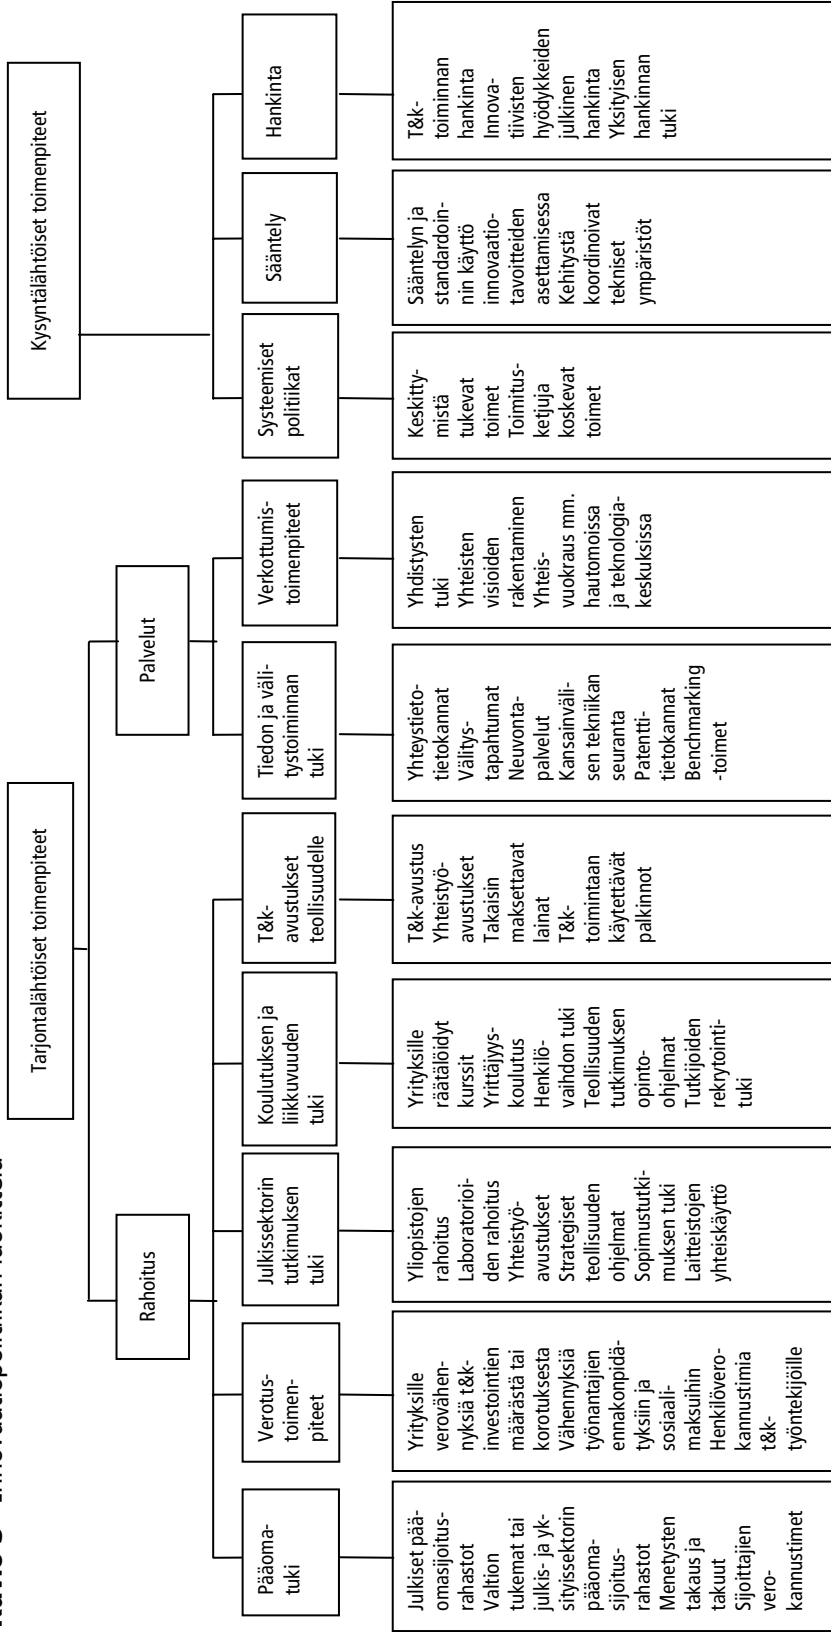 Tarjontalähtöiset toimenpiteet
Kysyntälähtöiset toimenpiteet
Rahoitus
Palvelut
Pääoma-
tuki
Verotus-
toimen-
piteet
Julkissektorin
tutkimuksen
tuki
Koulutuksen ja
liikkuvuuden
tuki
T&k-
avustukset
teollisuudelle
Tiedon ja väli-
tystoiminnan
tuki
Verkottumis-
toimenpiteet
Systeemiset
politiikat
Sääntely
Hankinta
Julkiset pää-
omasijoitus-
rahastot
Valtion
tukemat tai
julkis- ja yk-
sityissektorin
pääoma-
sijoitus-
rahastot
Menetysten
takaus ja
takuut
Sijoittajien
vero-
kannustimet
Yrityksille
verovähen-
nyksiä t&k-
investointien
määrästä tai
korotuksesta
Vähennyksiä
työnantajien
ennakonpidä-
tyksiin ja
sosiaali-
maksuihin
Henkilövero-
kannustimia
t&k-
työntekijöille
Yliopistojen
rahoitus
Laboratorioi-
den rahoitus
Yhteistyö-
avustukset
Strategiset
teollisuuden
ohjelmat
Sopimustutki-
muksen tuki
Laitteistojen
yhteiskäyttö
Yrityksille
räätälöidyt
kurssit
Yrittäjyys-
koulutus
Henkilö-
vaihdon tuki
Teollisuuden
tutkimuksen
opinto-
ohjelmat
Tutkijoiden
rekrytointi-
tuki
T&k-avustus
Yhteistyö-
avustukset
Takaisin
maksettavat
lainat
T&k-
toimintaan
käytettävät
palkinnot
Yhteystieto-
tietokannat
Välitys-
tapahtumat
Neuvonta-
palvelut
Kansainväli-
sen tekniikan
seuranta
Patentti-
tietokannat
Benchmarking
-toimet
Yhdistysten
tuki
Yhteisten
visioiden
rakentaminen
Yhteis-
vuokraus mm.
hautomoissa
ja teknologia-
keskuksissa
Keskitty-
mistä
tukevat
toimet
Toimitus-
ketjuja
koskevat
toimet
Sääntelyn ja
standardoin-
nin käyttö
innovaatio-
tavoitteiden
asettamisessa
Kehitystä
koordinoivat
tekniset
ympäristöt
T&k-
toiminnan
hankinta
Innova-
tiivisten
hyödykkeiden
julkinen
hankinta
Yksityisen
hankinnan
tuki